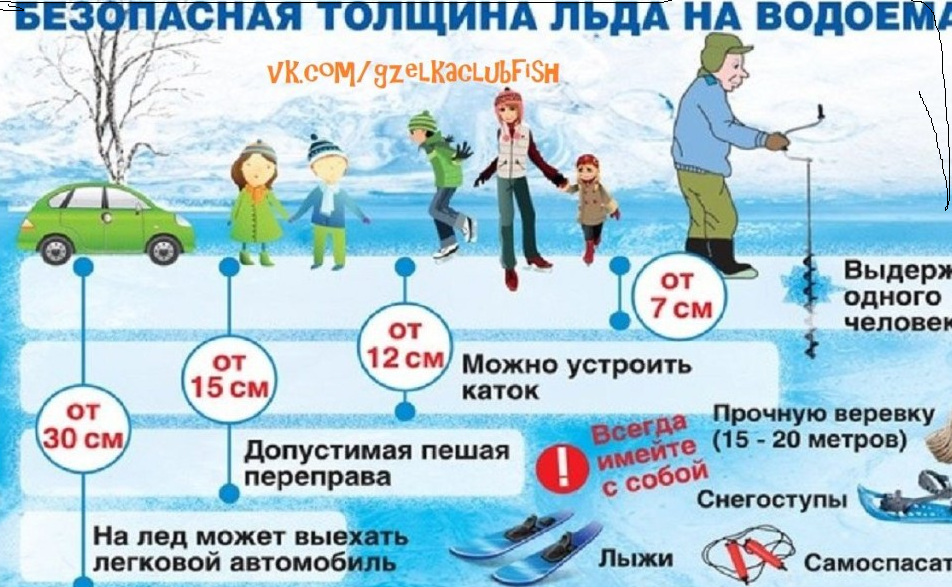 БЕЗОПАСНАЯ ТОЛЩИНА ЛЬДА НА ВОДОЕМА
VK.COM/GZELKACLUBFISH
от
7 см
Выдерж
одного
человек
от
12 см
Можно устроить
каток
от
15 см
Допустимая пешая
переправа
от
30 см
На лед может выехать
легковой автомобиль
!
Всегда
имейте
с собой
Прочную веревку
(15 - 20 метров)
Снегоступы
Лыжи
Самоспаса